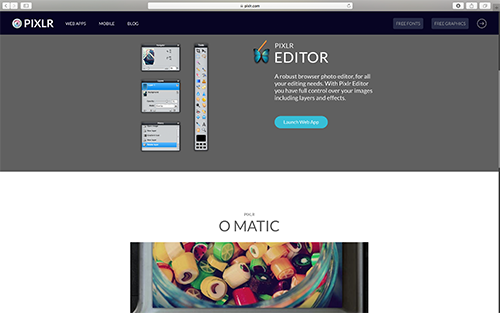 pixlr.com
PIXLR WEB APPS MOBILE BLOG FREE FONTS FREE GRAPHICS
PIXLR
EDITOR
A robust browser photo editor, for all
your editing needs. With Pixlr Editor
you have full control over your images
including layers and effects.
Launch Web App
PIXLR
O MATIC